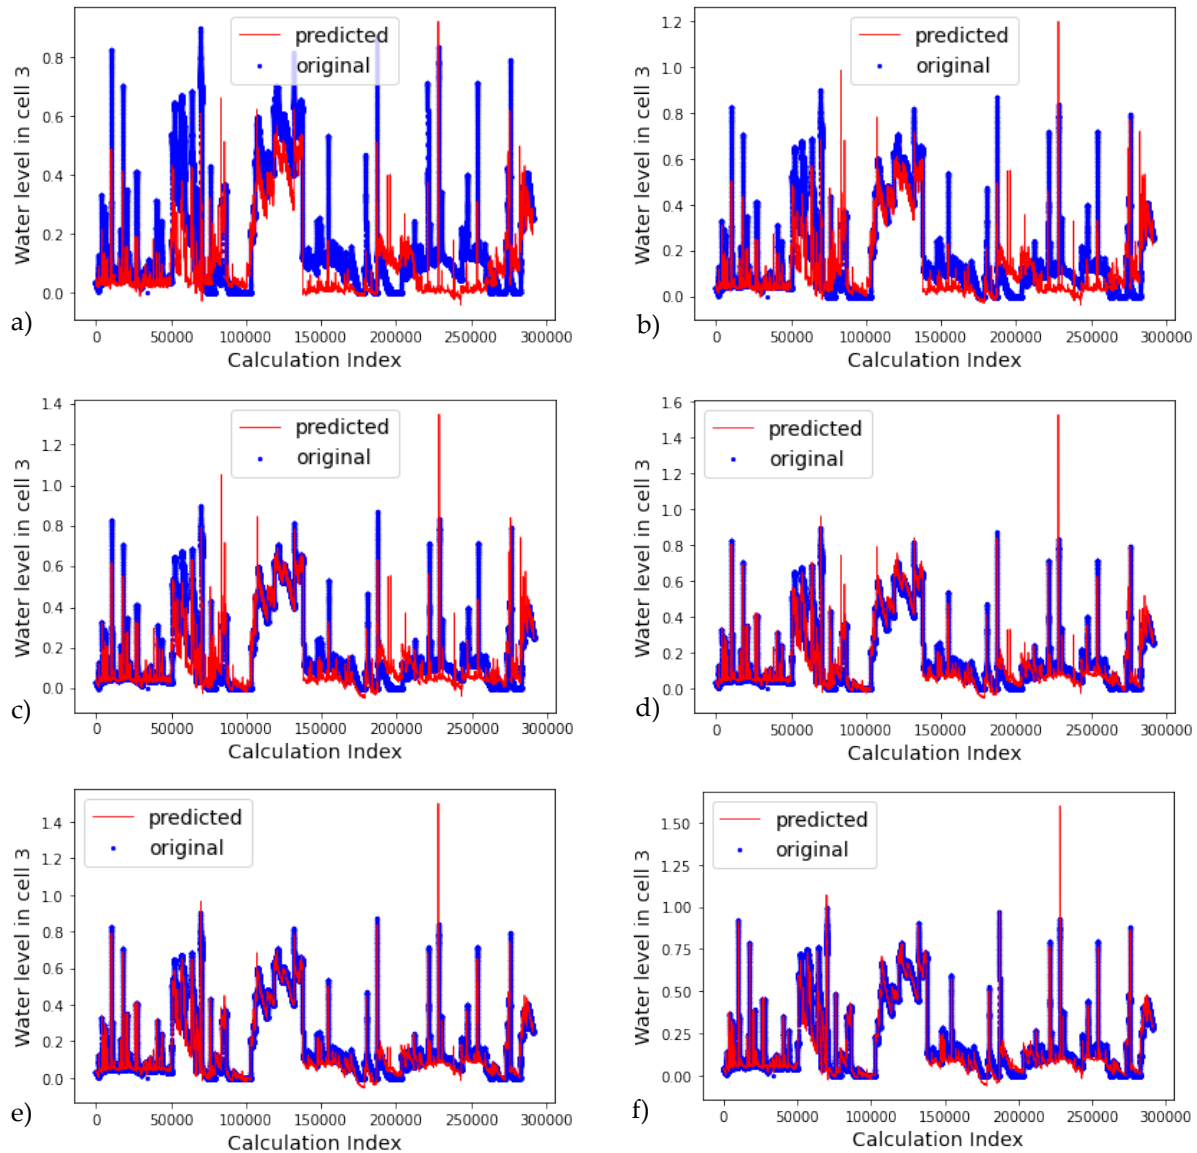 predicted
original
0.8
0.6
0.4
0.2
0.0
Water level in cell 3
0 50000 100000 150000 200000 250000 300000
Calculation Index
a)
predicted
original
1.2
1.0
0.8
0.6
0.4
0.2
0.0
Water level in cell 3
0 50000 100000 150000 200000 250000 300000
Calculation Index
b)
predicted
original
1.4
1.2
1.0
0.8
0.6
0.4
0.2
0.0
Water level in cell 3
0 50000 100000 150000 200000 250000 300000
Calculation Index
c)
predicted
original
1.6
1.4
1.2
1.0
0.8
0.6
0.4
0.2
0.0
Water level in cell 3
0 50000 100000 150000 200000 250000 300000
Calculation Index
d)
predicted
original
1.4
1.2
1.0
0.8
0.6
0.4
0.2
0.0
Water level in cell 3
0 50000 100000 150000 200000 250000 300000
Calculation Index
e)
predicted
original
1.50
1.25
1.00
0.75
0.50
0.25
0.00
Water level in cell 3
0 50000 100000 150000 200000 250000 300000
Calculation Index
f)